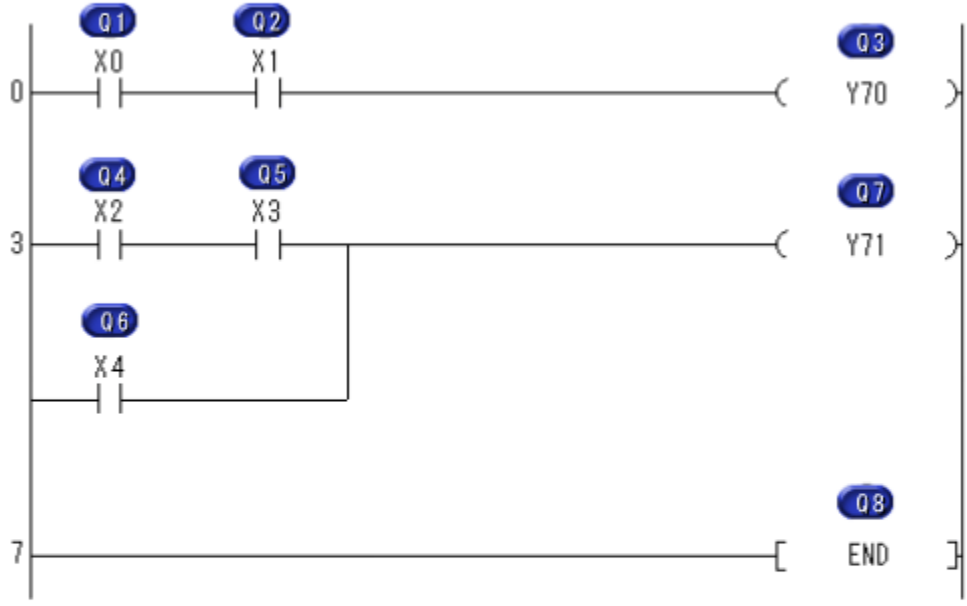 Q1 Q2 Q3
X0 X1
0 Y70
Q4 Q5 Q7
X2 X3
3 Y71
Q6
X4
Q8
7 END